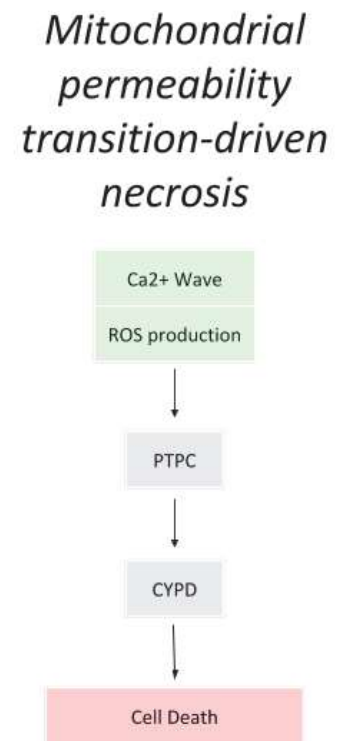 Mitochondrial
permeability
transition-driven
necrosis
Ca2+ Wave
ROS production
PTPC
CYPD
Cell Death